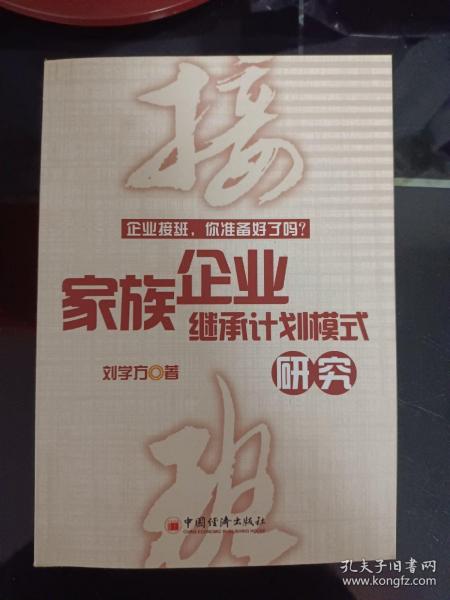 接
企业接班，你准备好了吗？
家族企业
继承计划模式
研究
刘学方◎著
班
中国经济出版社
CHINA ECONOMIC PUBLISHING HOUSE
孔夫子旧书网
www.kongfz.com